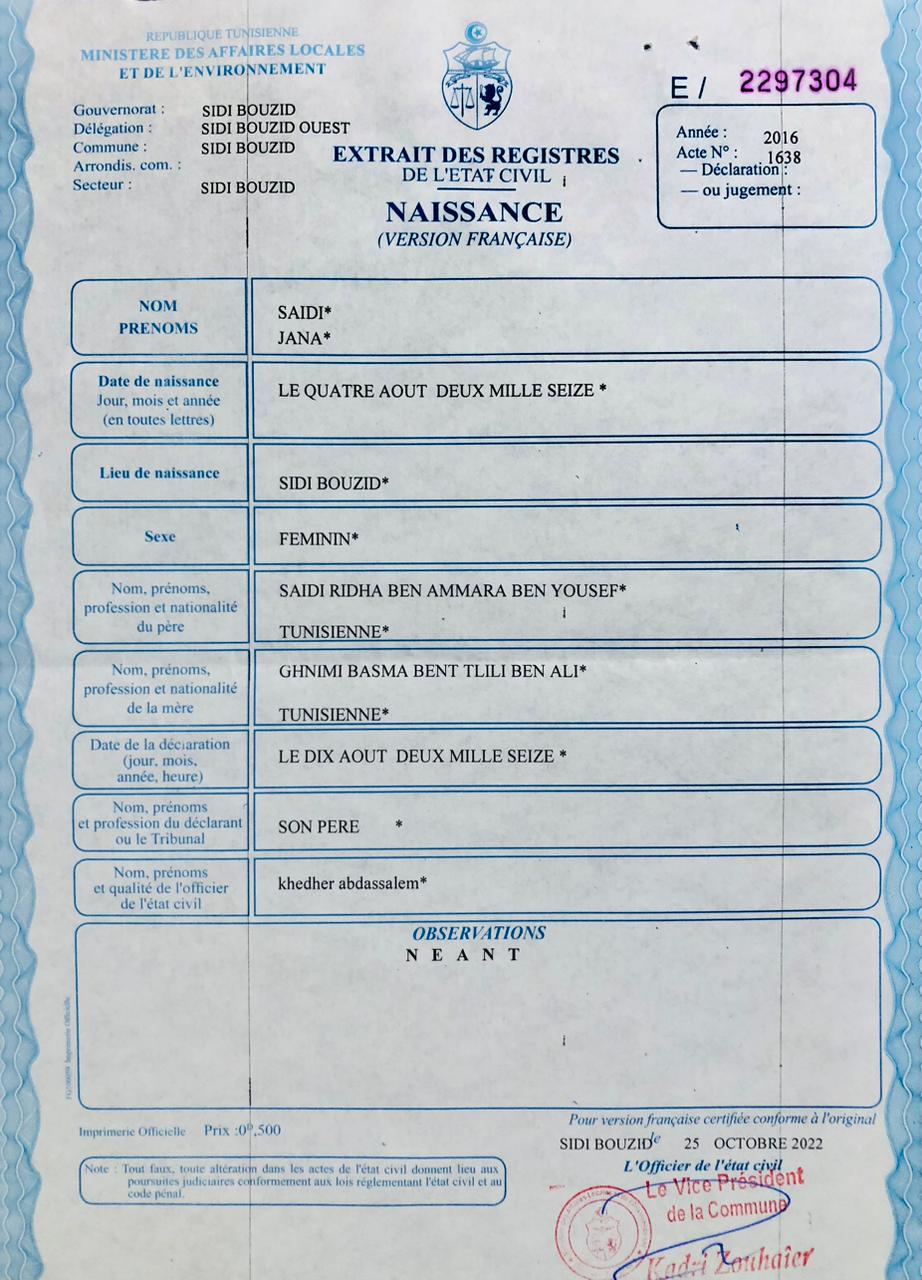 REPUBLIQUE TUNISIENNE
MINISTERE DES AFFAIRES LOCALES
ET DE L'ENVIRONNEMENT
Gouvernorat : SIDI BOUZID
Délégation : SIDI BOUZID OUEST
Commune : SIDI BOUZID
Arrondis. com. :
Secteur : SIDI BOUZID
EXTRAIT DES REGISTRES
DE L'ETAT CIVIL
NAISSANCE
(VERSION FRANÇAISE)
E / 2297304
Année : 2016
Acte N° : 1638
— Déclaration :
— ou jugement :
NOM
PRENOMS
SAIDI*
JANA*
Date de naissance
Jour, mois et année
(en toutes lettres)
LE QUATRE AOUT DEUX MILLE SEIZE *
Lieu de naissance
SIDI BOUZID*
Sexe
FEMININ*
Nom, prénoms,
profession et nationalité
du père
SAIDI RIDHA BEN AMMARA BEN YOUSEF*
TUNISIENNE*
Nom, prénoms,
profession et nationalité
de la mère
GHNIMI BASMA BENT TLILI BEN ALI*
TUNISIENNE*
Date de la déclaration
(jour, mois,
année, heure)
LE DIX AOUT DEUX MILLE SEIZE *
Nom, prénoms
et profession du déclarant
ou le Tribunal
SON PERE *
Nom, prénoms
et qualité de l'officier
de l'état civil
khedher abdassalem*
OBSERVATIONS
N E A N T
Imprimerie Officielle Prix :0ᴰ,500
Note : Tout faux, toute altération dans les actes de l'état civil donnent lieu aux
poursuites judiciaires conformement aux lois réglementant l'état civil et au
code pénal.
Pour version française certifiée conforme à l'original
SIDI BOUZID le 25 OCTOBRE 2022
L'Officier de l'état civil
Le Vice Président
de la Commune
Kadri Zouhaier